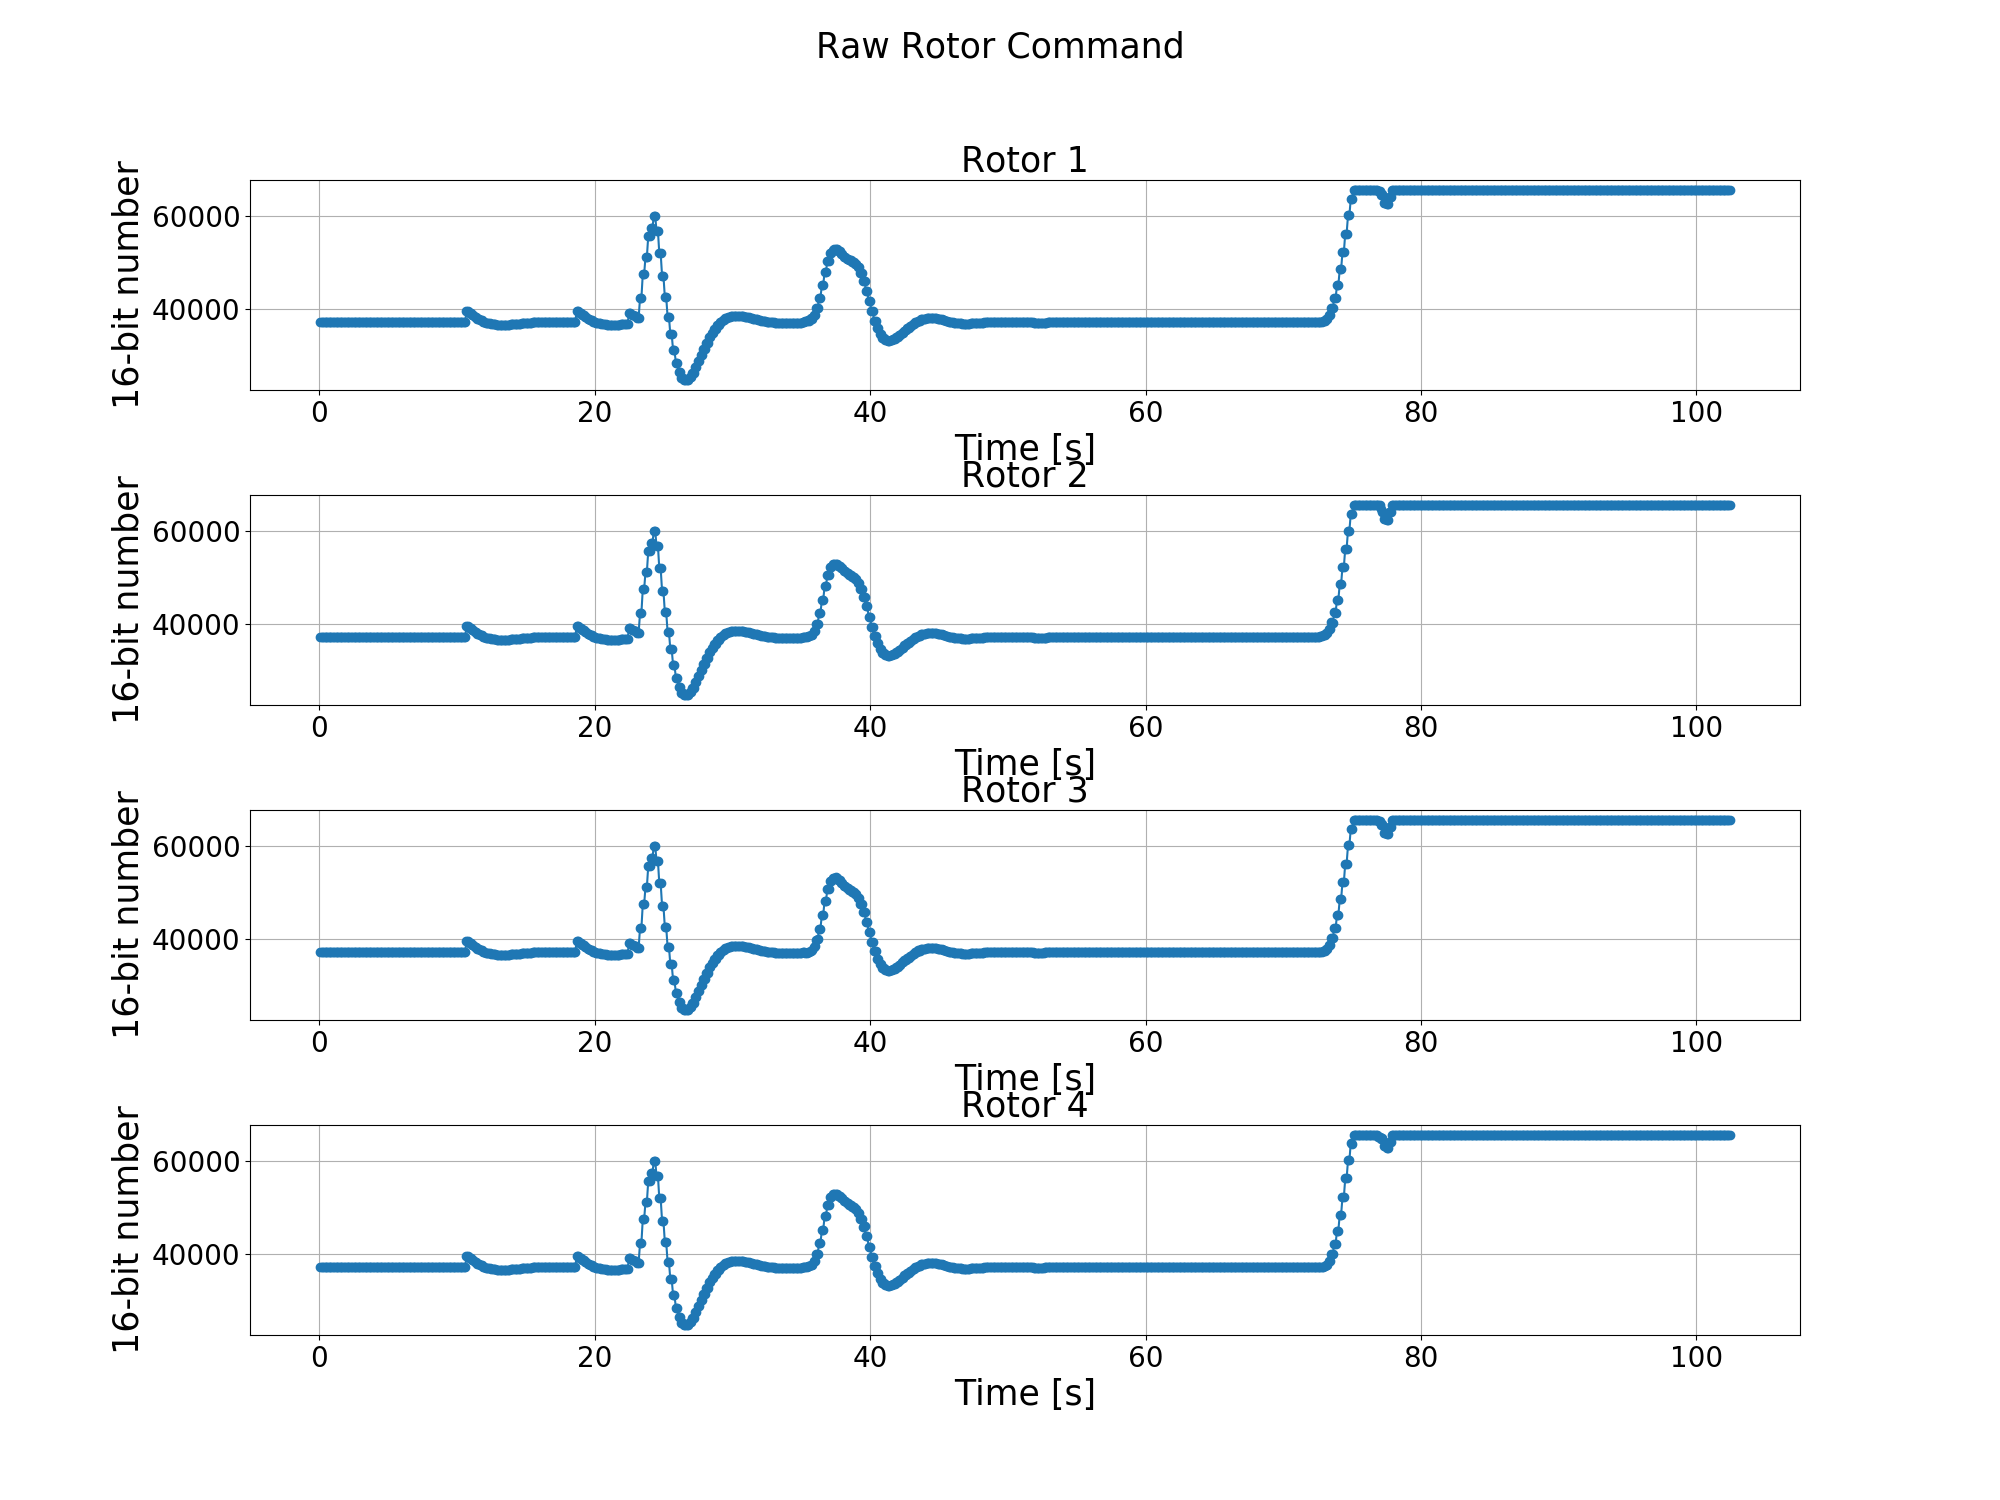 Raw Rotor Command
Rotor 1
16-bit number
60000
40000
0 20 40 60 80 100
Time [s]
Rotor 2
16-bit number
60000
40000
0 20 40 60 80 100
Time [s]
Rotor 3
16-bit number
60000
40000
0 20 40 60 80 100
Time [s]
Rotor 4
16-bit number
60000
40000
0 20 40 60 80 100
Time [s]